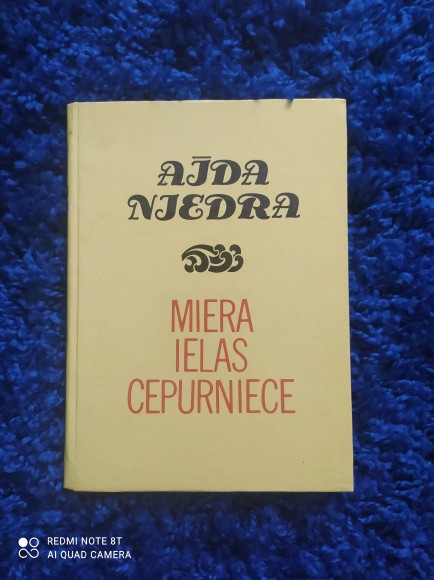 AĪDA
NIEDRA
MIERA
IELAS
CEPURNIECE
REDMI NOTE 8T
AI QUAD CAMERA